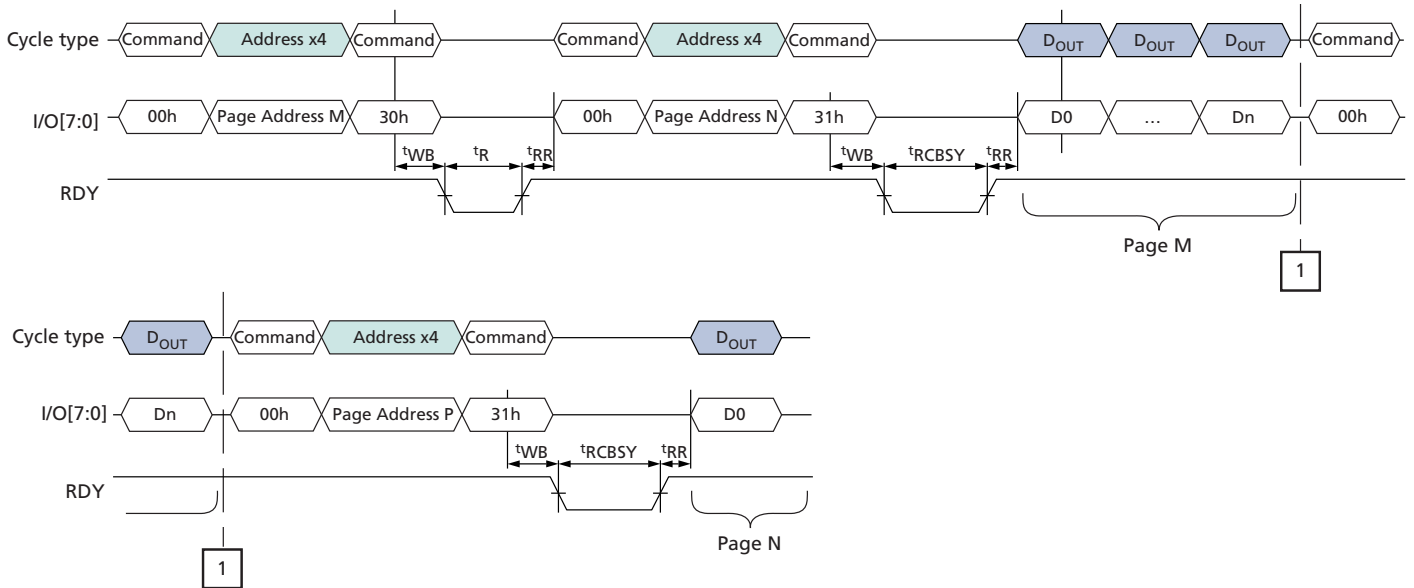 Cycle type Command Address x4 Command Command Address x4 Command DOUT DOUT DOUT Command
I/O[7:0] 00h Page Address M 30h 00h Page Address N 31h D0 … Dn 00h
tWB tR tRR tWB tRCBSY tRR
RDY
Page M
1
Cycle type DOUT Command Address x4 Command DOUT
I/O[7:0] Dn 00h Page Address P 31h D0
tWB tRCBSY tRR
RDY
Page N
1